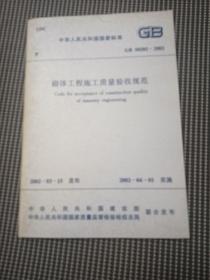 UDC
中华人民共和国国家标准
GB
P
GB 50203—2002
砌体工程施工质量验收规范
Code for acceptance of constructional quality
of masonry engineering
2002-03-15 发布
2002-04-01 实施
中华人民共和国建设部
中华人民共和国国家质量监督检验检疫总局
联合发布